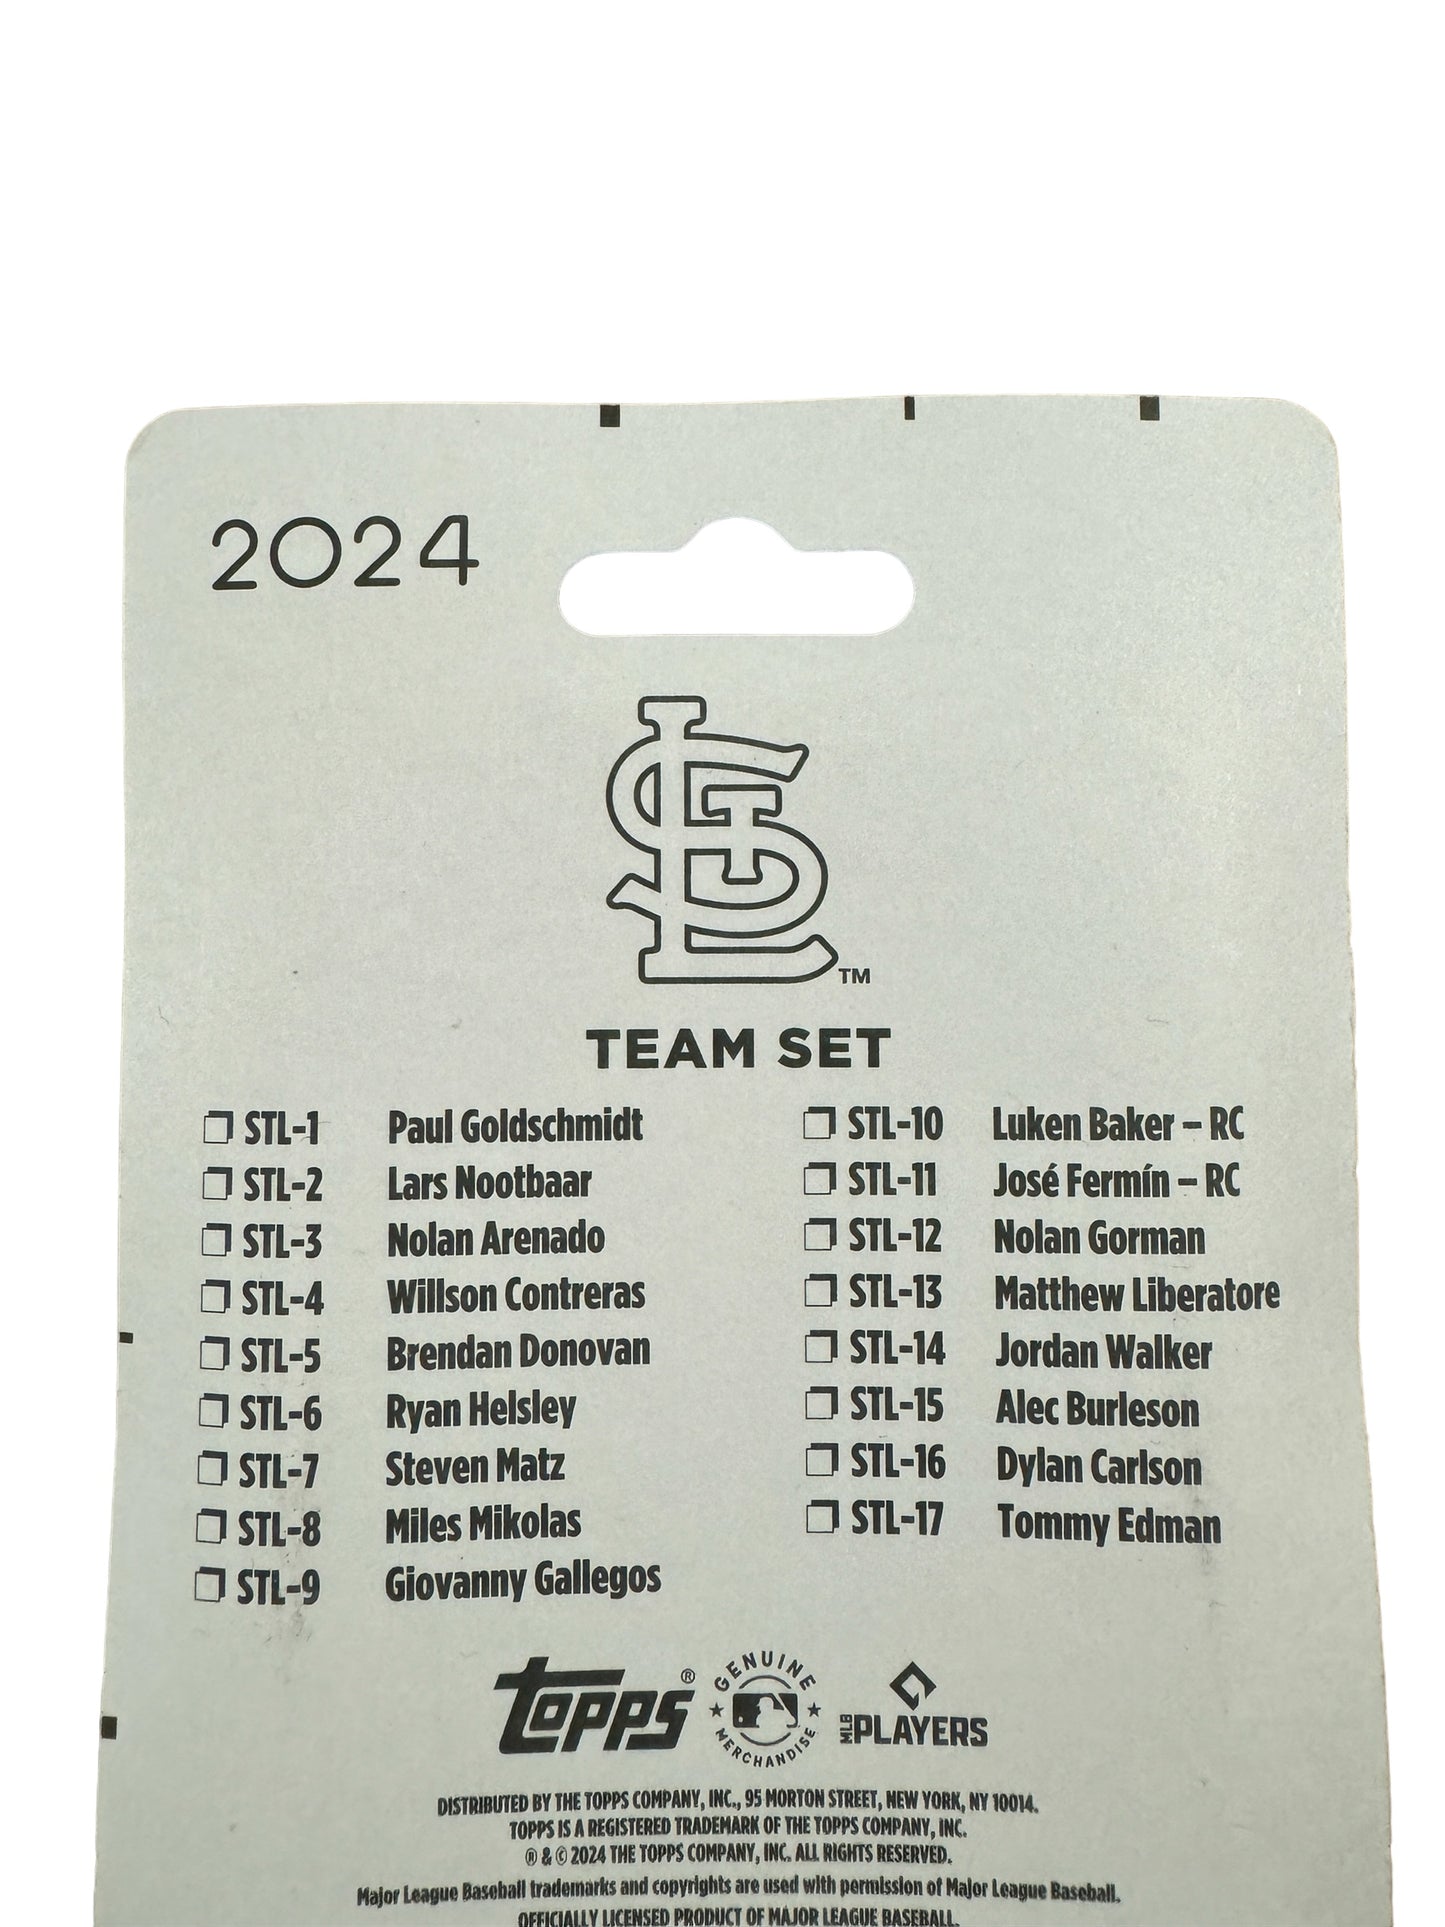 2024
STL TM
TEAM SET
STL-1 Paul Goldschmidt
STL-2 Lars Nootbaar
STL-3 Nolan Arenado
STL-4 Willson Contreras
STL-5 Brendan Donovan
STL-6 Ryan Helsley
STL-7 Steven Matz
STL-8 Miles Mikolas
STL-9 Giovanny Gallegos
STL-10 Luken Baker – RC
STL-11 José Fermín – RC
STL-12 Nolan Gorman
STL-13 Matthew Liberatore
STL-14 Jordan Walker
STL-15 Alec Burleson
STL-16 Dylan Carlson
STL-17 Tommy Edman
Topps®
GENUINE MERCHANDISE
MLB PLAYERS
DISTRIBUTED BY THE TOPPS COMPANY, INC., 95 MORTON STREET, NEW YORK, NY 10014.
TOPPS IS A REGISTERED TRADEMARK OF THE TOPPS COMPANY, INC.
® & © 2024 THE TOPPS COMPANY, INC. ALL RIGHTS RESERVED.
Major League Baseball trademarks and copyrights are used with permission of Major League Baseball.
OFFICIALLY LICENSED PRODUCT OF MAJOR LEAGUE BASEBALL.